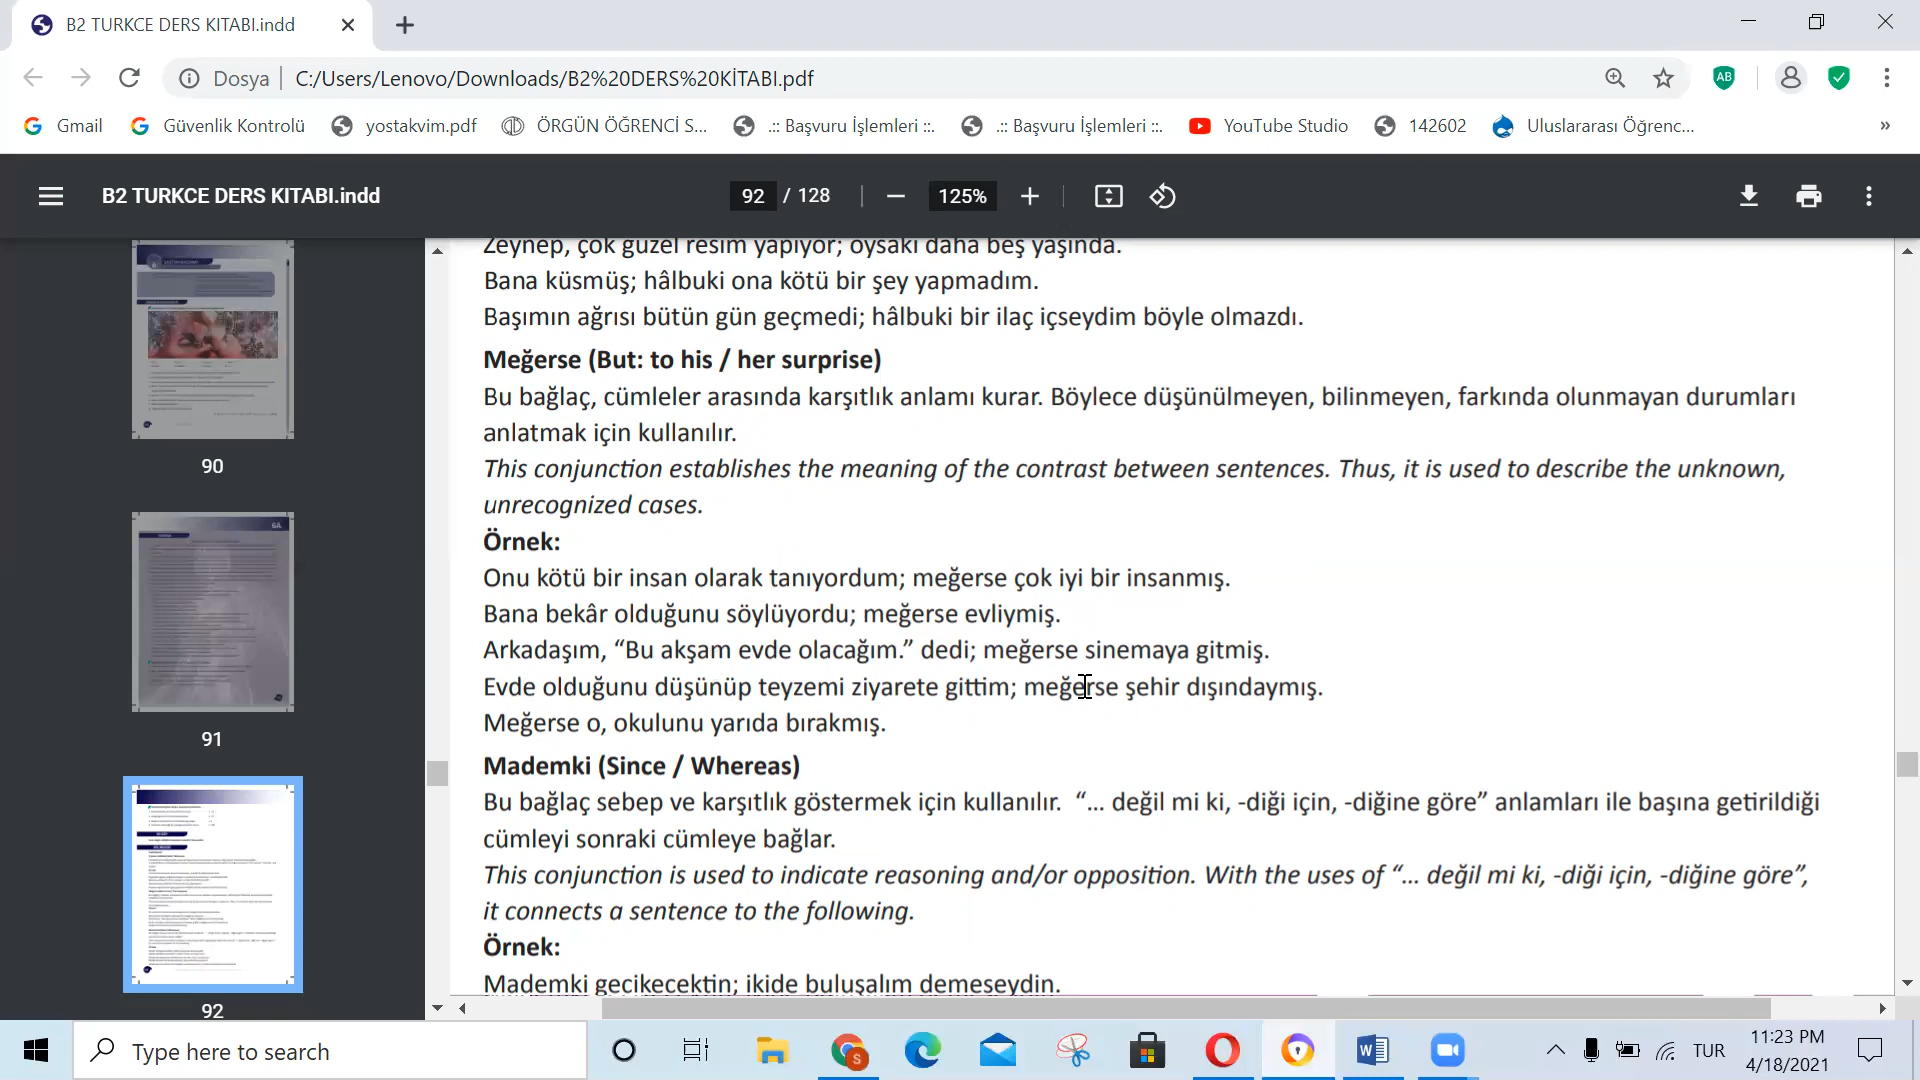 B2 TURKCE DERS KITABI.indd
Dosya | C:/Users/Lenovo/Downloads/B2%20DERS%20KİTABI.pdf
AB
Gmail Güvenlik Kontrolü yostakvim.pdf ÖRGÜN ÖĞRENCİ S... .:: Başvuru İşlemleri ::. .:: Başvuru İşlemleri ::. YouTube Studio 142602 Uluslararası Öğrenc... »
B2 TURKCE DERS KITABI.indd 92 / 128 125%
Zeynep, çok güzel resim yapıyor; oysaki daha beş yaşında.
Bana küsmüş; hâlbuki ona kötü bir şey yapmadım.
Başımın ağrısı bütün gün geçmedi; hâlbuki bir ilaç içseydim böyle olmazdı.
Meğerse (But: to his / her surprise)
Bu bağlaç, cümleler arasında karşıtlık anlamı kurar. Böylece düşünülmeyen, bilinmeyen, farkında olunmayan durumları
anlatmak için kullanılır.
This conjunction establishes the meaning of the contrast between sentences. Thus, it is used to describe the unknown,
unrecognized cases.
Örnek:
Onu kötü bir insan olarak tanıyordum; meğerse çok iyi bir insanmış.
Bana bekâr olduğunu söylüyordu; meğerse evliymiş.
Arkadaşım, “Bu akşam evde olacağım.” dedi; meğerse sinemaya gitmiş.
Evde olduğunu düşünüp teyzemi ziyarete gittim; meğerse şehir dışındaymış.
Meğerse o, okulunu yarıda bırakmış.
Mademki (Since / Whereas)
Bu bağlaç sebep ve karşıtlık göstermek için kullanılır. “... değil mi ki, -diği için, -diğine göre” anlamları ile başına getirildiği
cümleyi sonraki cümleye bağlar.
This conjunction is used to indicate reasoning and/or opposition. With the uses of “... değil mi ki, -diği için, -diğine göre”,
it connects a sentence to the following.
Örnek:
Mademki gecikecektin; ikide buluşalım demeseydin.
90
6A
91
92
Type here to search
S
TUR
11:23 PM
4/18/2021